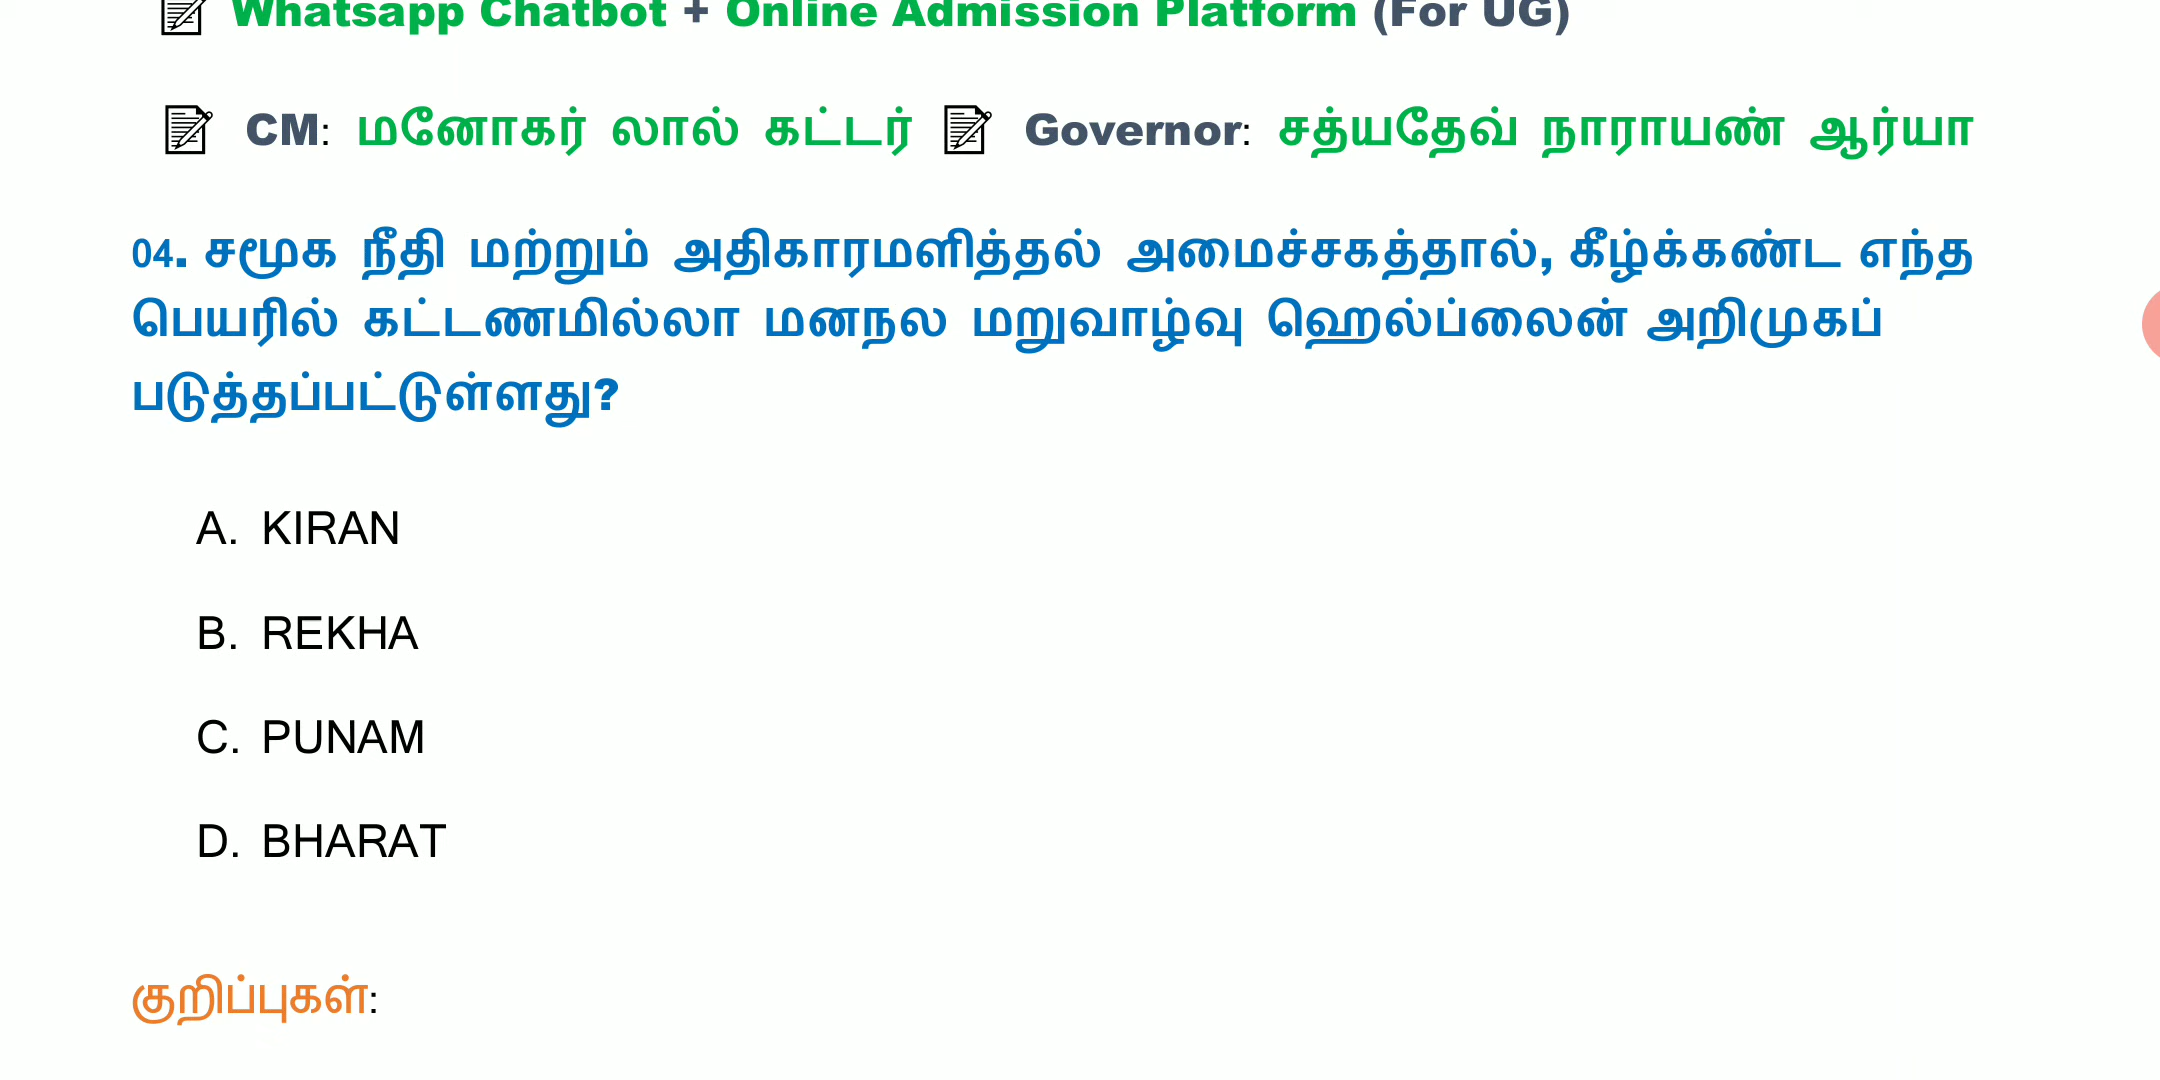 Whatsapp Chatbot + Online Admission Platform (For UG)
CM: மனோகர் லால் கட்டர் Governor: சத்யதேவ் நாராயண் ஆர்யா
04. சமூக நீதி மற்றும் அதிகாரமளித்தல் அமைச்சகத்தால், கீழ்க்கண்ட எந்த
பெயரில் கட்டணமில்லா மனநல மறுவாழ்வு ஹெல்ப்லைன் அறிமுகப்
படுத்தப்பட்டுள்ளது?
A. KIRAN
B. REKHA
C. PUNAM
D. BHARAT
குறிப்புகள்: